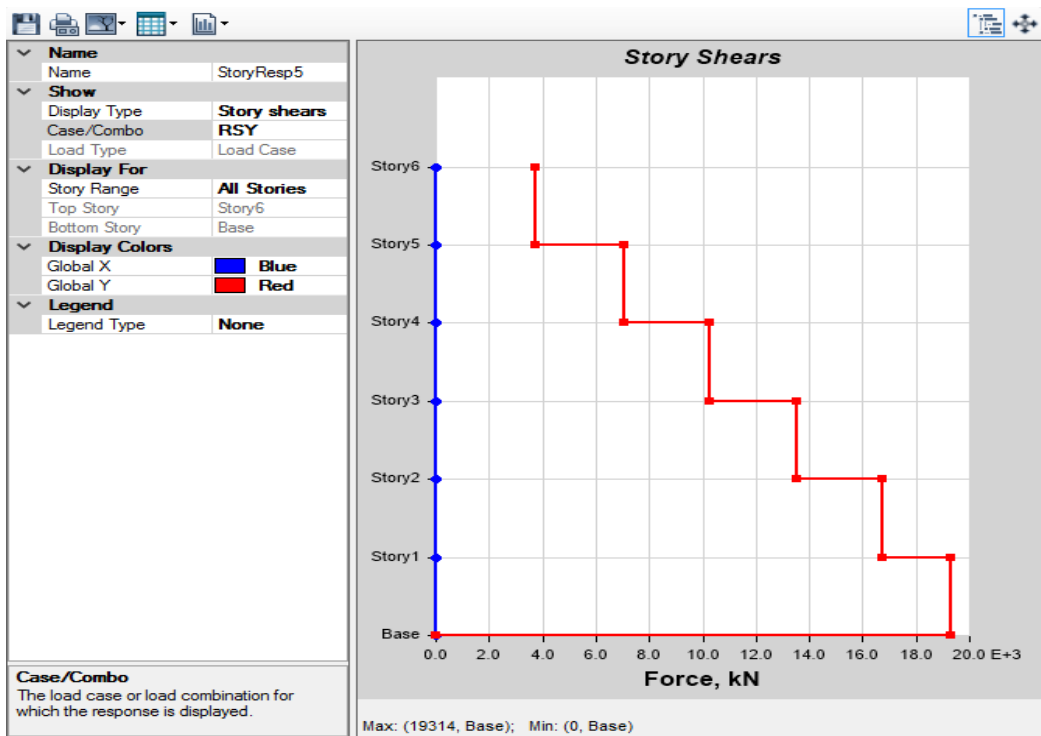 Name
Name StoryResp5
Show
Display Type Story shears
Case/Combo RSY
Load Type Load Case
Display For
Story Range All Stories
Top Story Story6
Bottom Story Base
Display Colors
Global X Blue
Global Y Red
Legend
Legend Type None
Case/Combo
The load case or load combination for
which the response is displayed.
Story Shears
Story6
Story5
Story4
Story3
Story2
Story1
Base
0.0 2.0 4.0 6.0 8.0 10.0 12.0 14.0 16.0 18.0 20.0 E+3
Force, kN
Max: (19314, Base); Min: (0, Base)